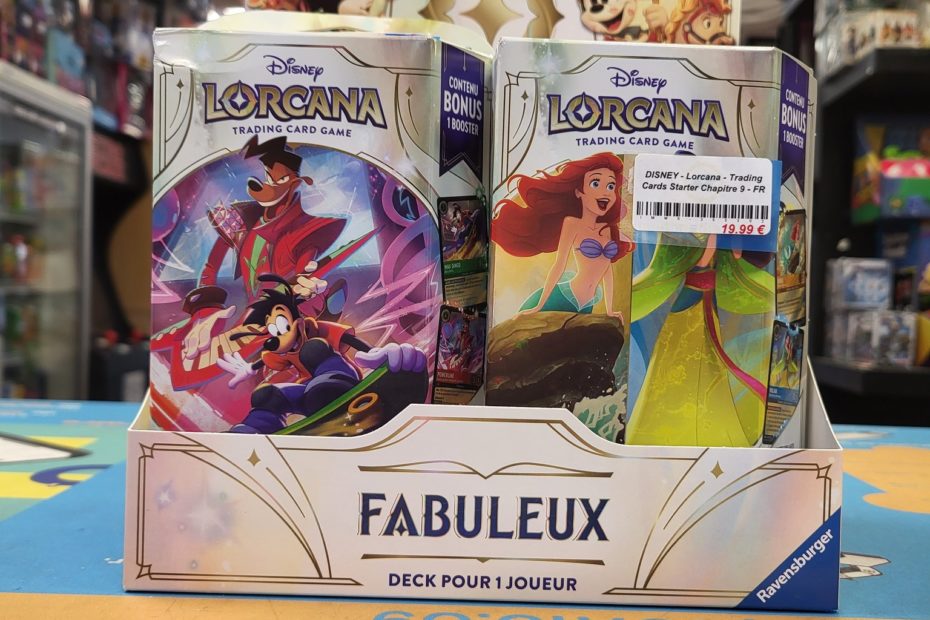 Disney
LORCANA
TRADING CARD GAME
CONTENU
BONUS
1 BOOSTER
Disney
LORCANA
TRADING CARD GAME
CONTENU
BONUS
1 BOOSTER
DISNEY - Lorcana - Trading
Cards Starter Chapitre 9 - FR
19.99 €
POWERLINE
FABULEUX
DECK POUR 1 JOUEUR
Ravensburger